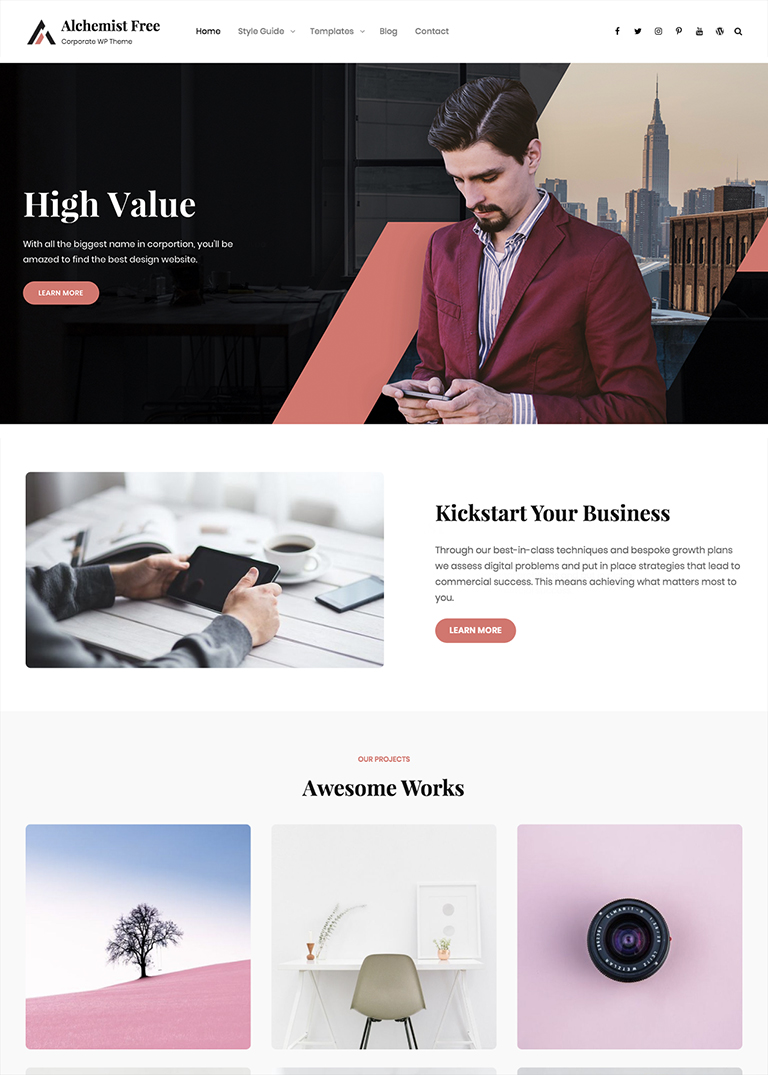 Alchemist Free
Corporate WP Theme
Home
Style Guide
Templates
Blog
Contact
High Value
With all the biggest name in corportion, you'll be
amazed to find the best design website.
LEARN MORE
Kickstart Your Business
Through our best-in-class techniques and bespoke growth plans
we assess digital problems and put in place strategies that lead to
commercial success. This means achieving what matters most to
you.
LEARN MORE
OUR PROJECTS
Awesome Works